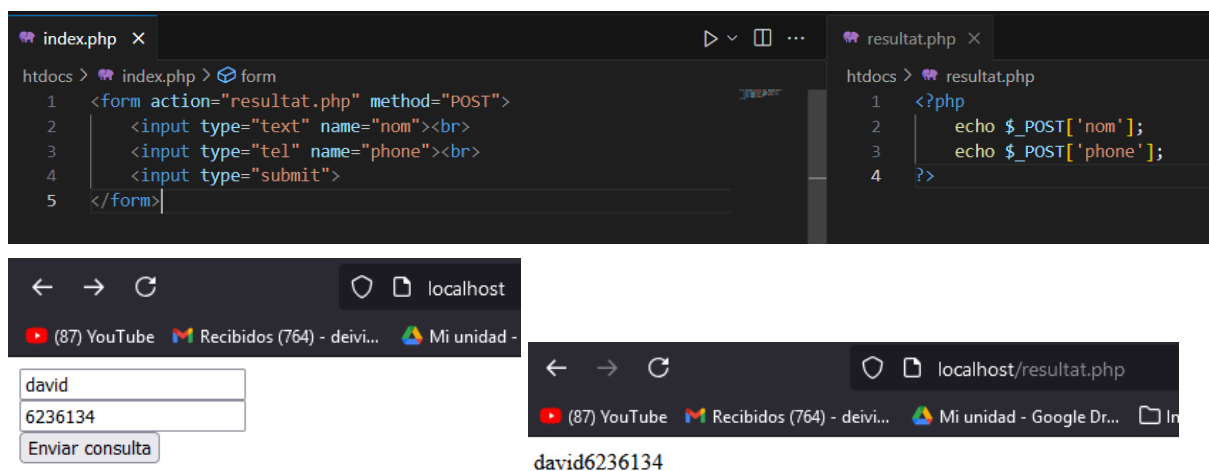 index.php
htdocs > index.php > form
1 <form action="resultat.php" method="POST">
2 <input type="text" name="nom"><br>
3 <input type="tel" name="phone"><br>
4 <input type="submit">
5 </form>
resultat.php
htdocs > resultat.php
1 <?php
2 echo $_POST['nom'];
3 echo $_POST['phone'];
4 ?>
localhost
(87) YouTube Recibidos (764) - deivi... Mi unidad -
david
6236134
Enviar consulta
localhost/resultat.php
(87) YouTube Recibidos (764) - deivi... Mi unidad - Google Dr... In
david6236134